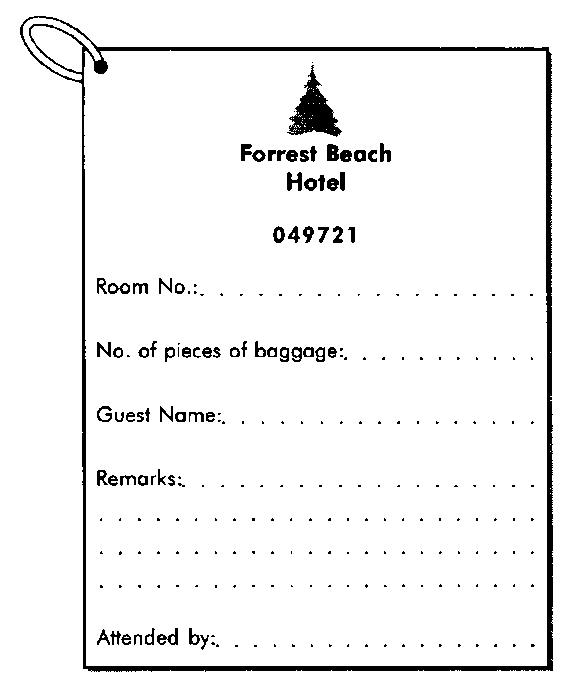 Forrest Beach
Hotel
049721
Room No.:
No. of pieces of baggage:
Guest Name:
Remarks:
Attended by: